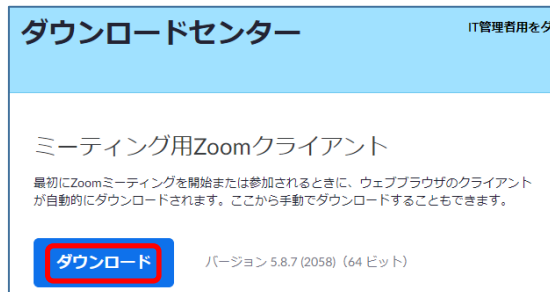 ダウンロードセンター
IT管理者用をダ
ミーティング用Zoomクライアント
最初にZoomミーティングを開始または参加されるときに、ウェブブラウザのクライアント
が自動的にダウンロードされます。ここから手動でダウンロードすることもできます。
ダウンロード
バージョン 5.8.7 (2058)（64 ビット）